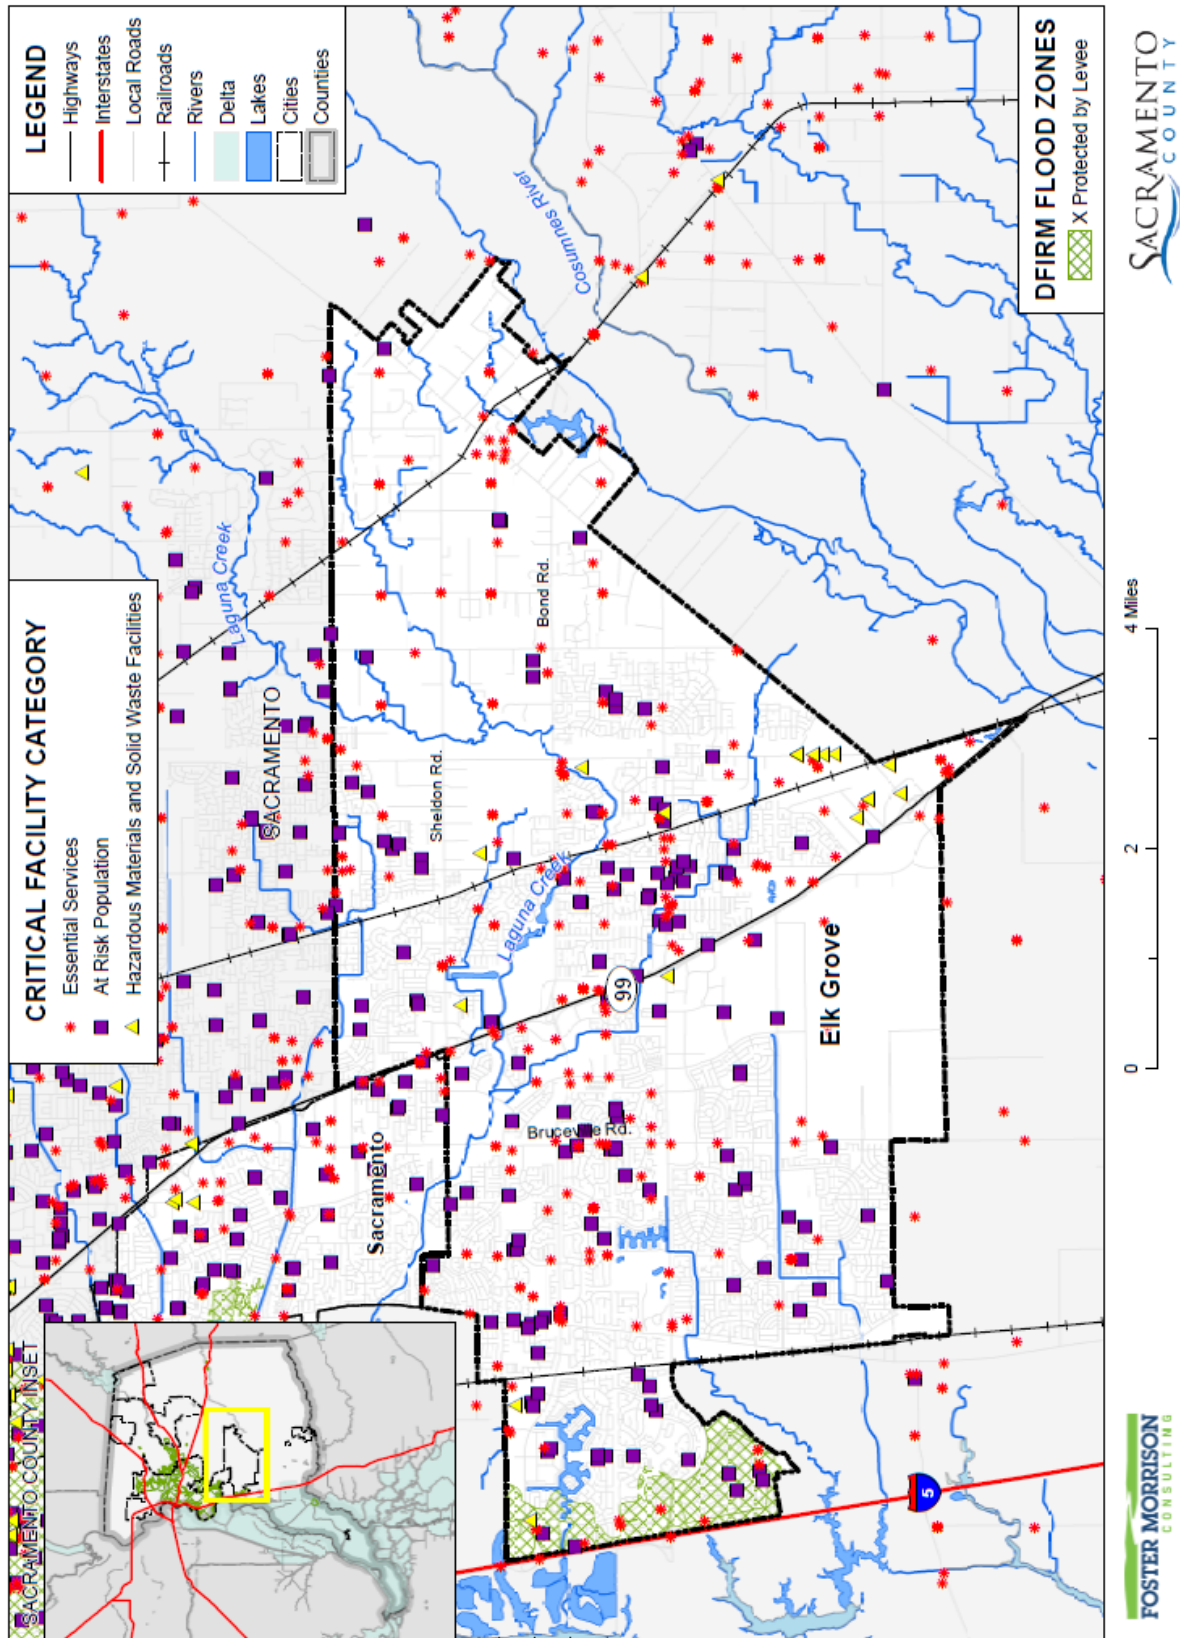 SACRAMENTO COUNTY INSET
CRITICAL FACILITY CATEGORY
Essential Services
At Risk Population
Hazardous Materials and Solid Waste Facilities
LEGEND
Highways
Interstates
Local Roads
Railroads
Rivers
Delta
Lakes
Cities
Counties
Laguna Creek
SACRAMENTO
Sacramento
Sheldon Rd.
Bond Rd.
Cosumnes River
Laguna Creek
Bruceville Rd.
99
Elk Grove
5
DFIRM FLOOD ZONES
X Protected by Levee
0 2 4 Miles
FOSTER MORRISON
CONSULTING
SACRAMENTO
COUNTY